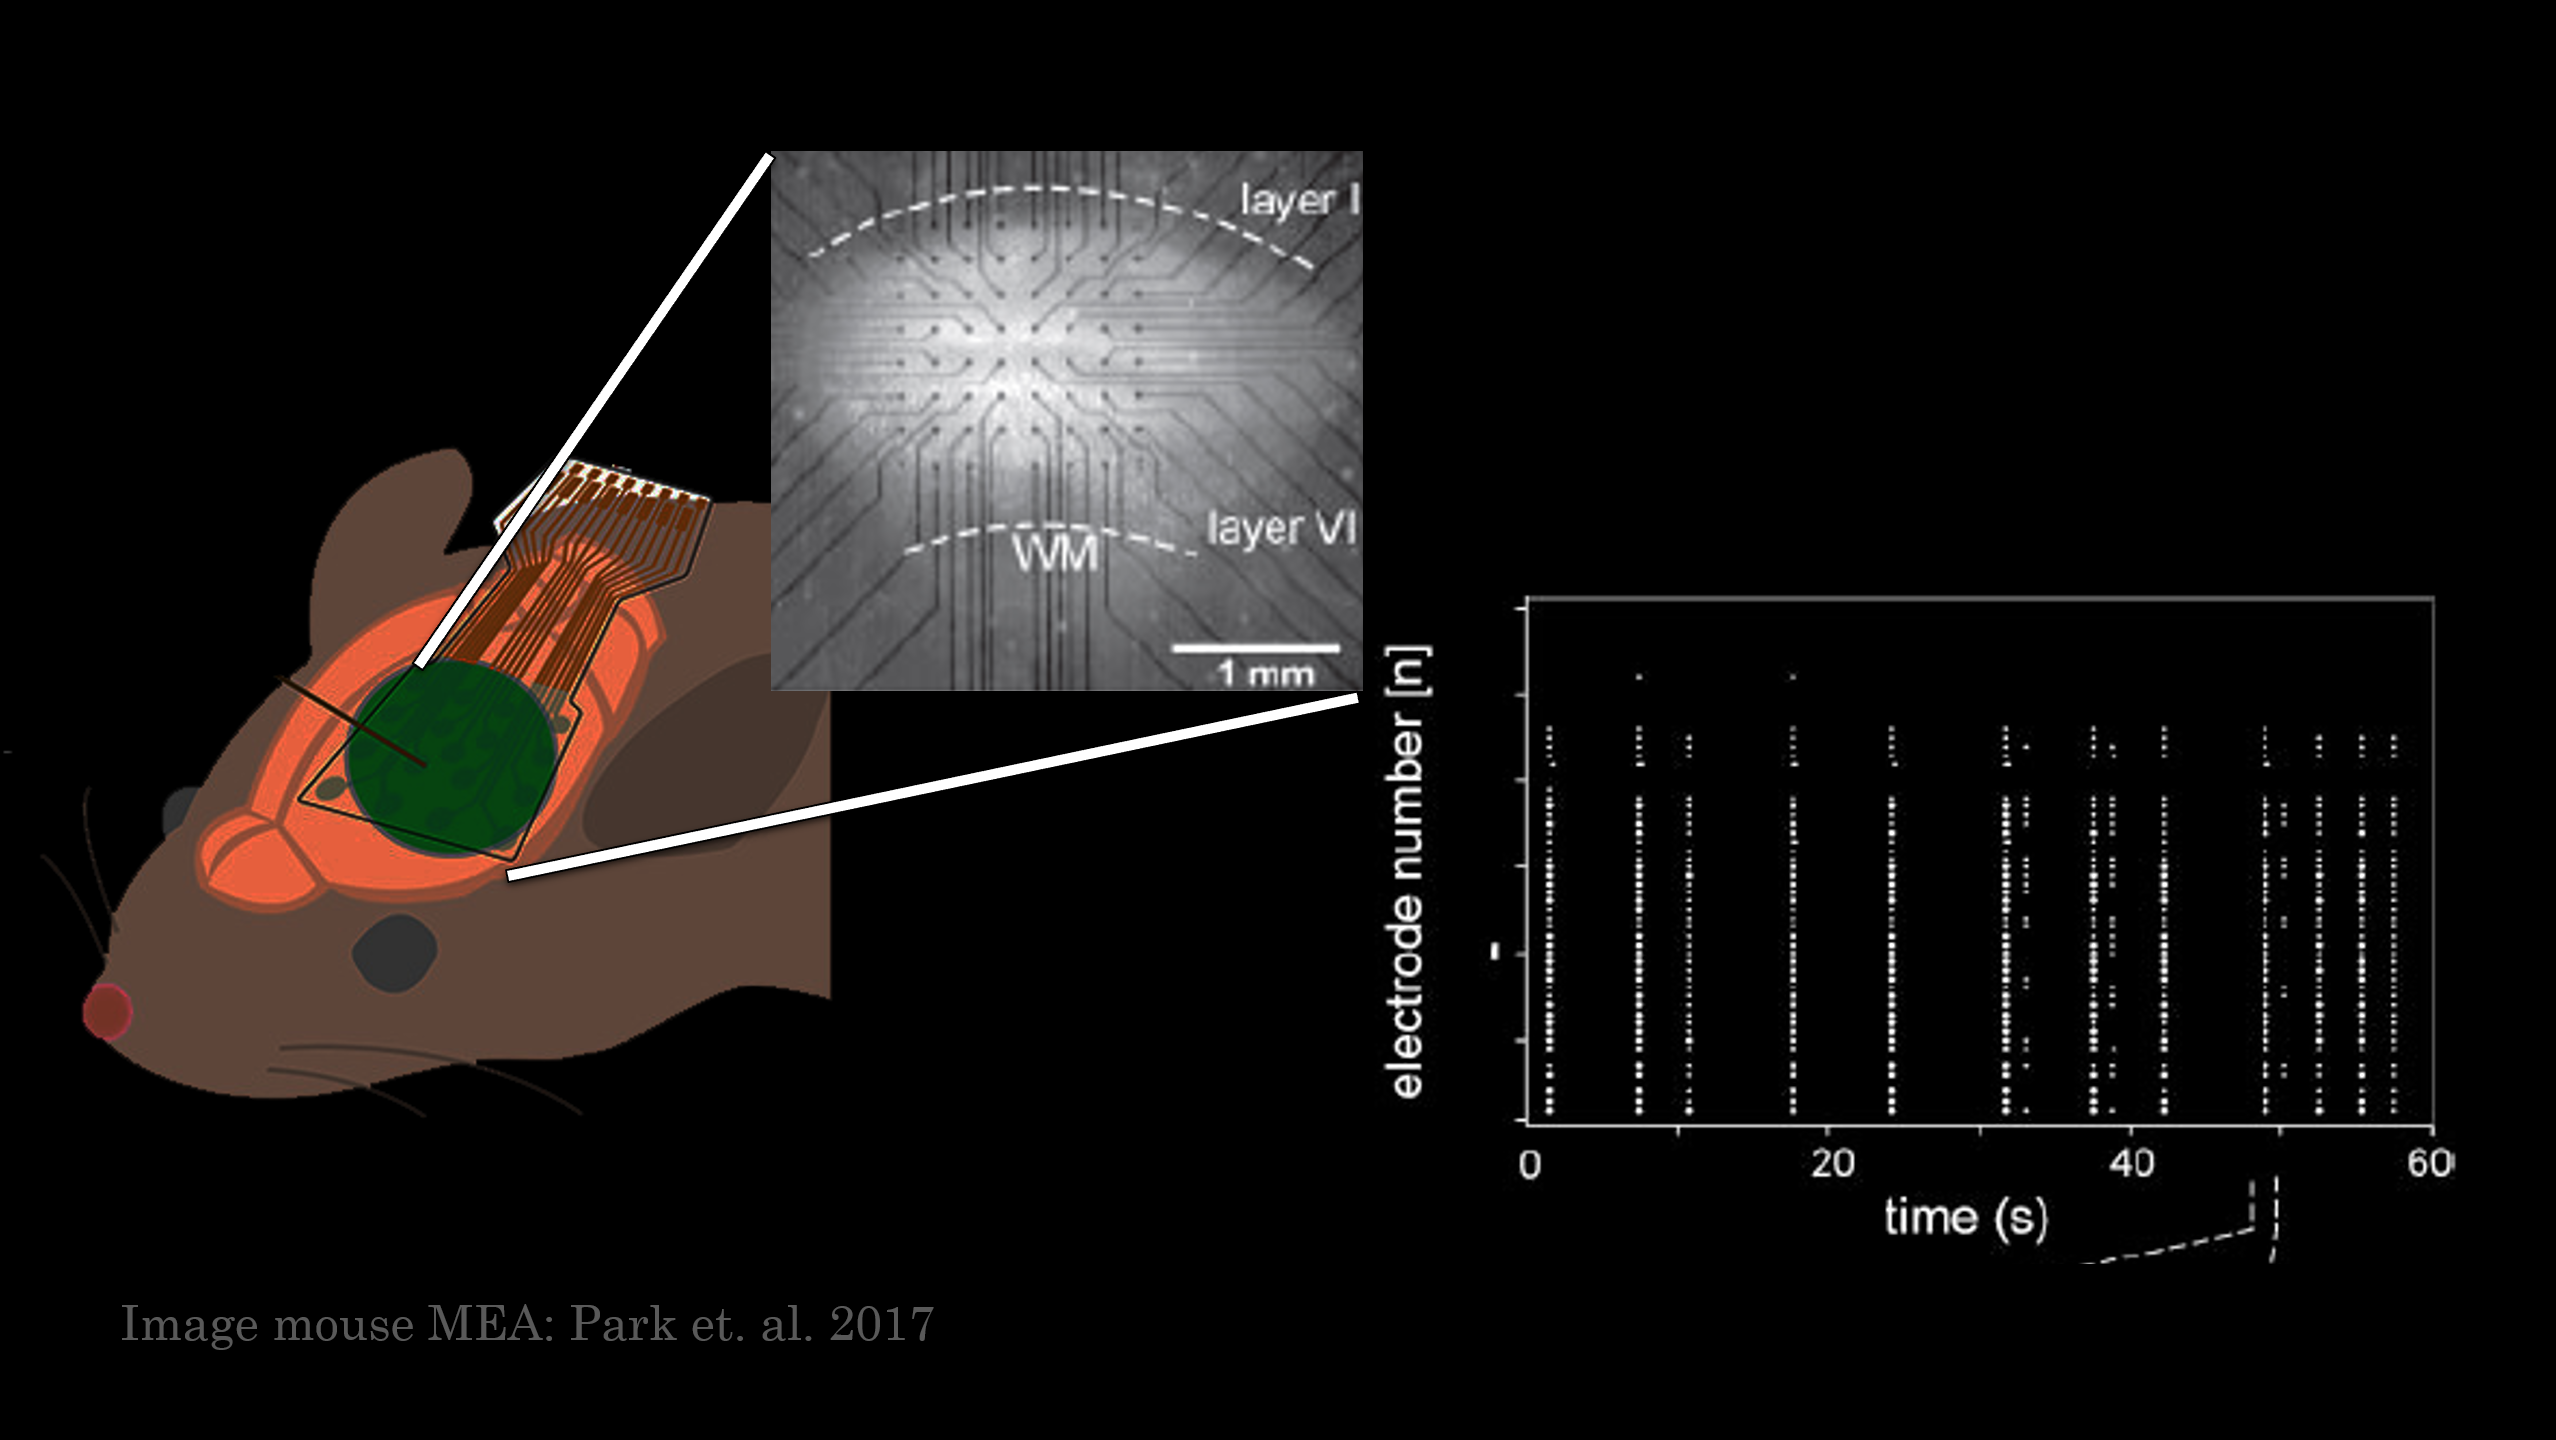 layer I
layer VI
WM
1 mm
electrode number [n]
0 20 40 60
time (s)
Image mouse MEA: Park et. al. 2017